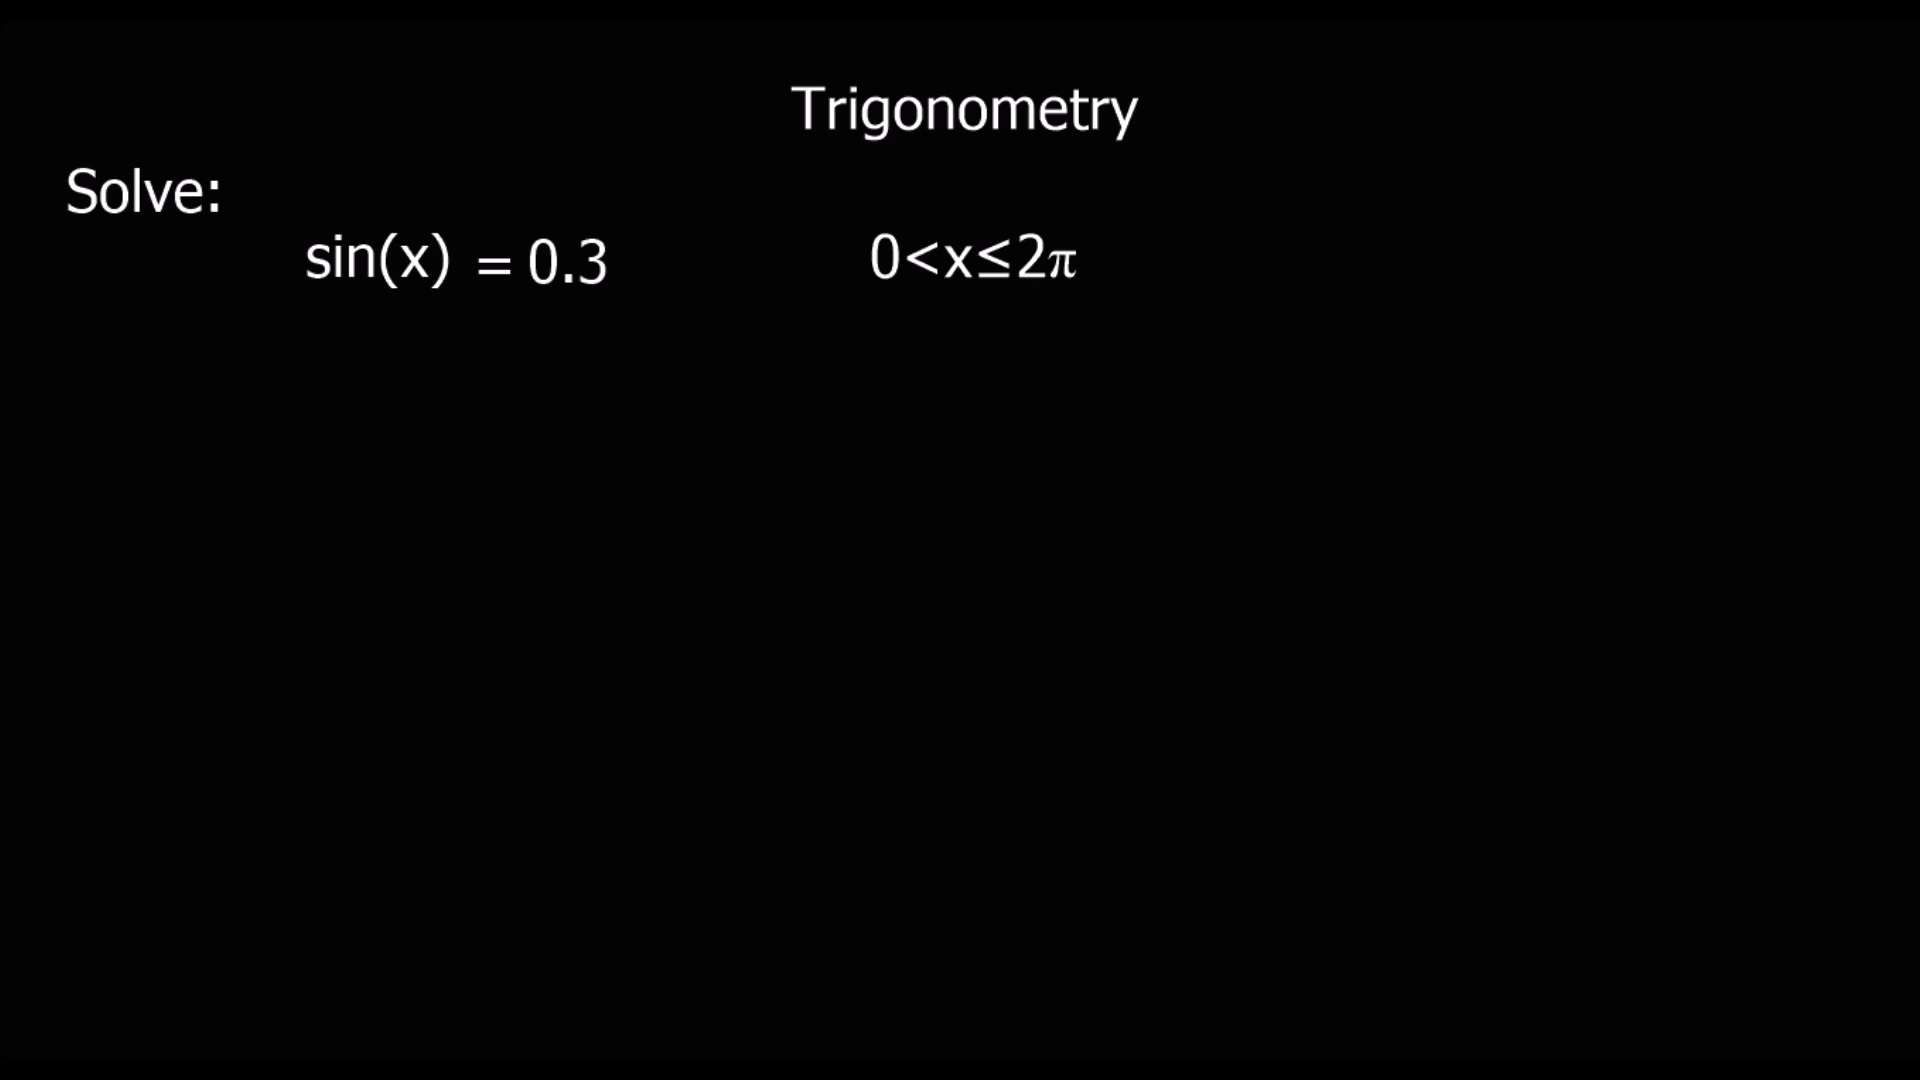 Trigonometry
Solve:
sin(x) = 0.3 0<x≤2π